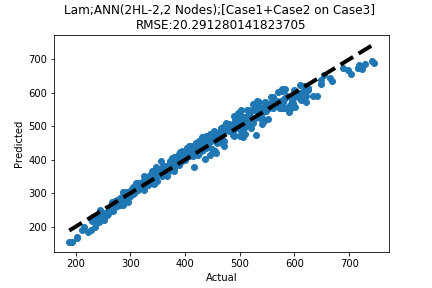 Lam;ANN(2HL-2,2 Nodes);[Case1+Case2 on Case3]
RMSE:20.291280141823705
700
600
500
400
300
200
Predicted
200 300 400 500 600 700
Actual